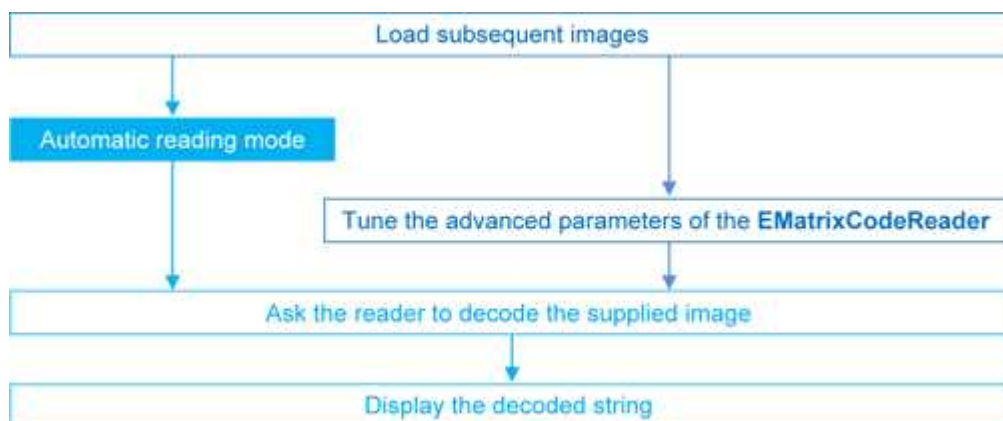 Load subsequent images
Automatic reading mode
Tune the advanced parameters of the EMatrixCodeReader
Ask the reader to decode the supplied image
Display the decoded string